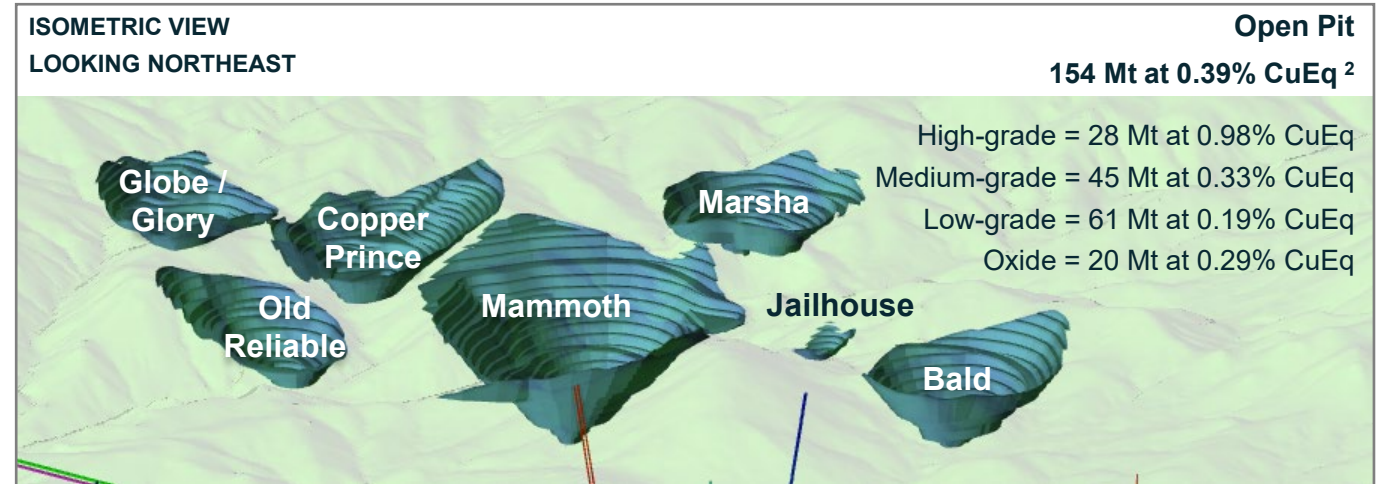 ISOMETRIC VIEW
LOOKING NORTHEAST
Open Pit
154 Mt at 0.39% CuEq ²
High-grade = 28 Mt at 0.98% CuEq
Medium-grade = 45 Mt at 0.33% CuEq
Low-grade = 61 Mt at 0.19% CuEq
Oxide = 20 Mt at 0.29% CuEq
Globe /
Glory
Copper
Prince
Marsha
Old
Reliable
Mammoth
Jailhouse
Bald